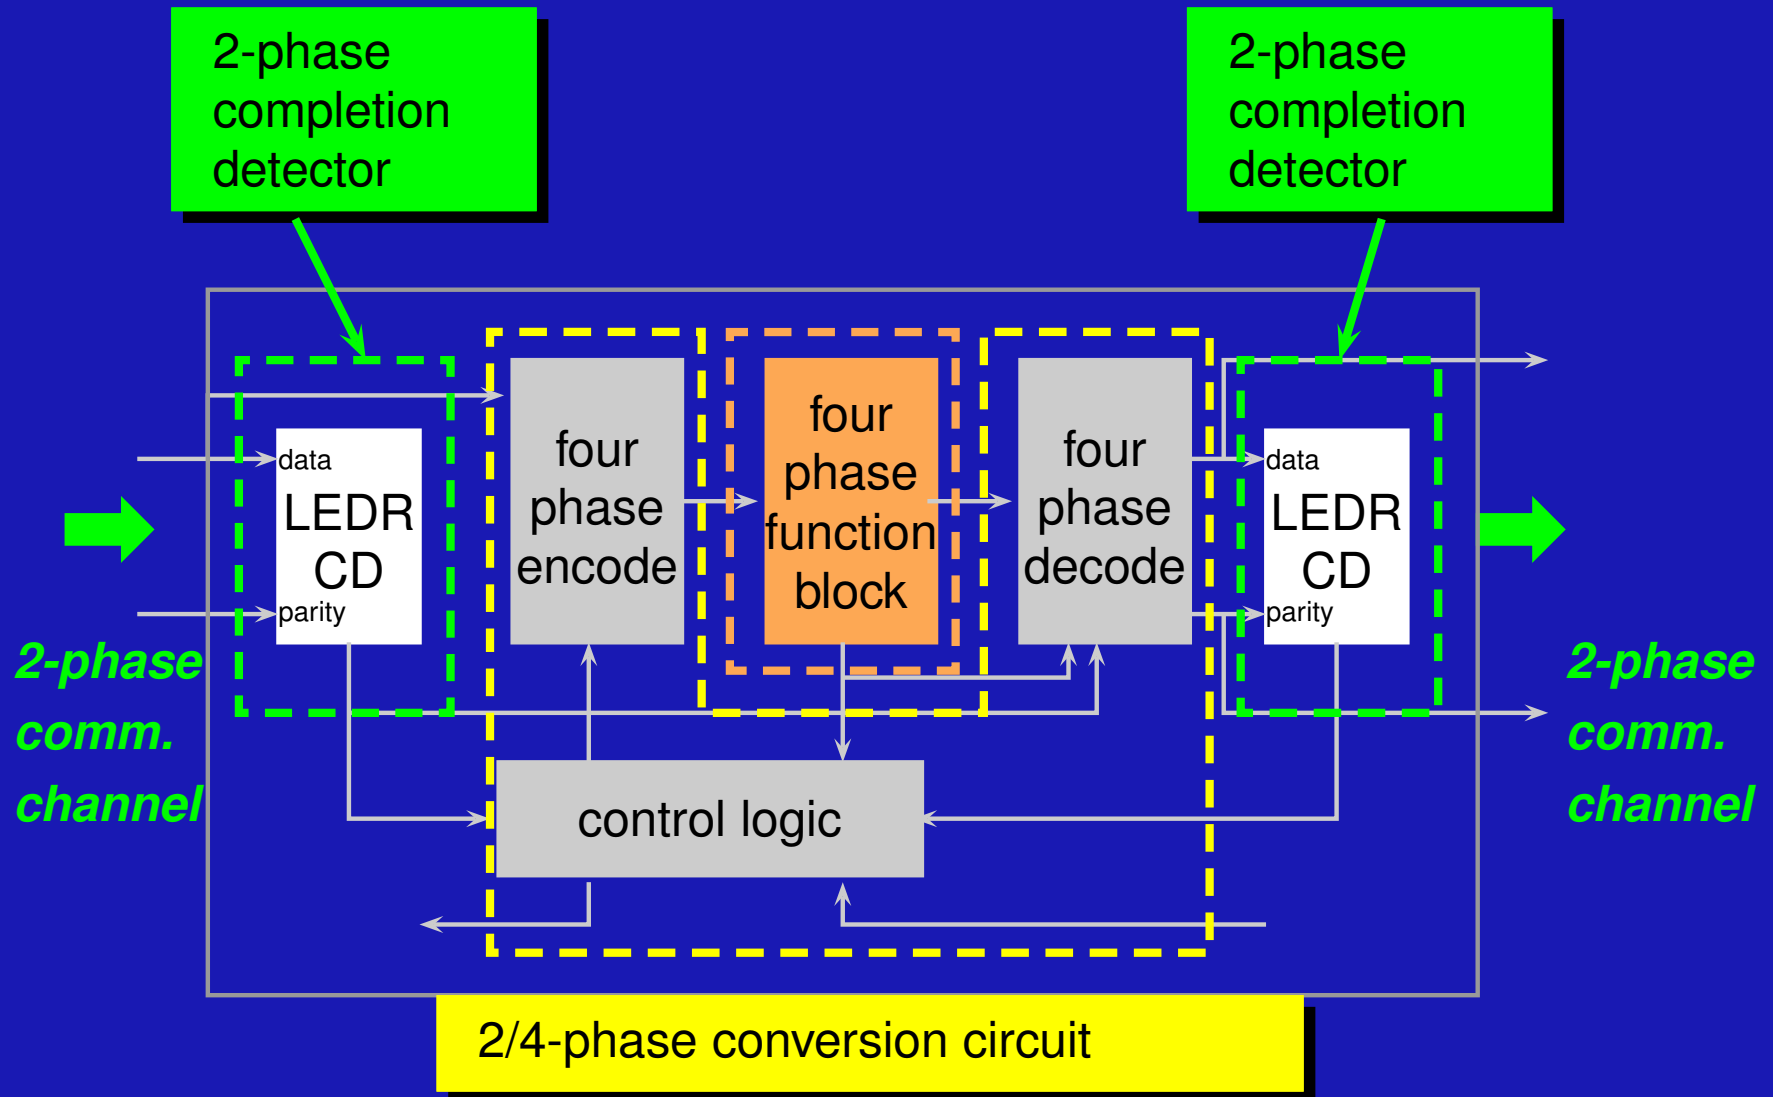 2-phase
completion
detector
2-phase
completion
detector
data
LEDR
CD
parity
four
phase
encode
four
phase
function
block
four
phase
decode
data
LEDR
CD
parity
2-phase
comm.
channel
2-phase
comm.
channel
control logic
2/4-phase conversion circuit